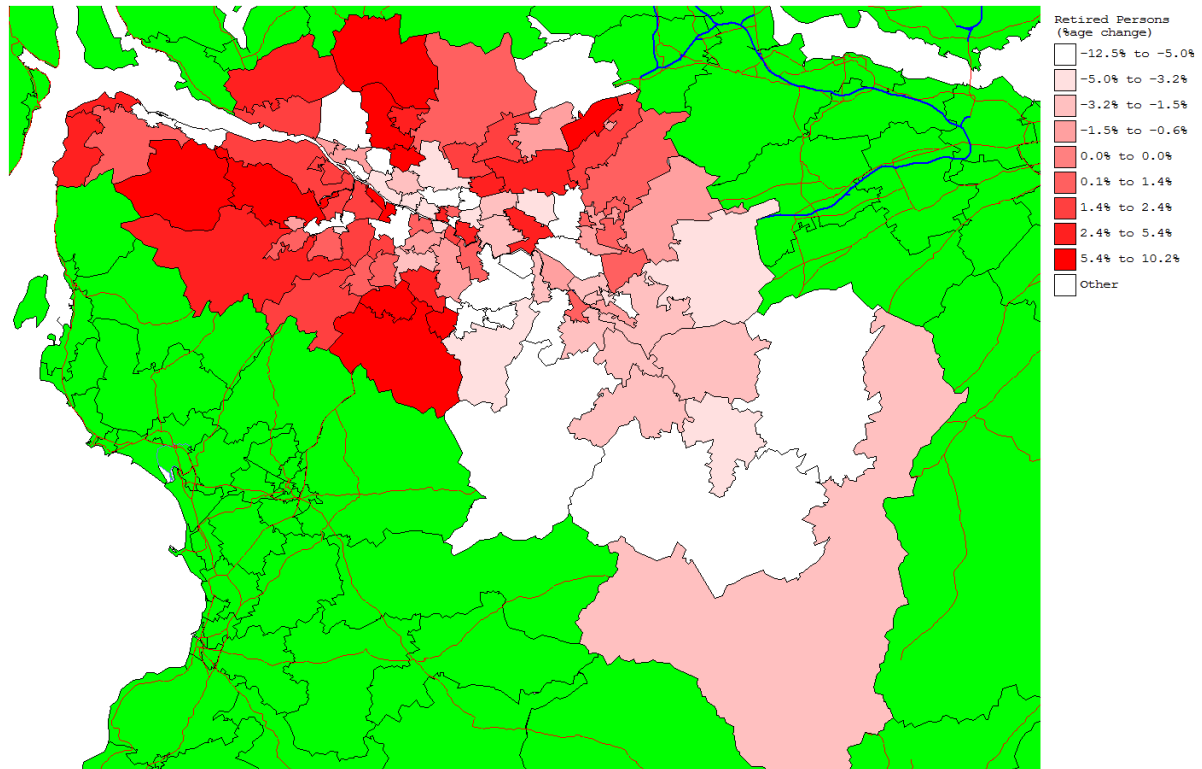 Retired Persons
(%age change)
-12.5% to -5.0%
-5.0% to -3.2%
-3.2% to -1.5%
-1.5% to -0.6%
0.0% to 0.0%
0.1% to 1.4%
1.4% to 2.4%
2.4% to 5.4%
5.4% to 10.2%
Other